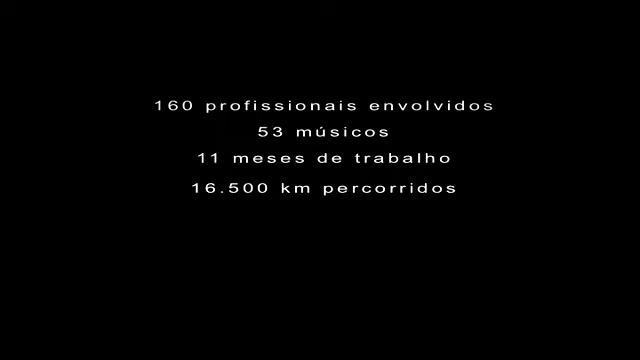 160 profissionais envolvidos
53 músicos
11 meses de trabalho
16.500 km percorridos